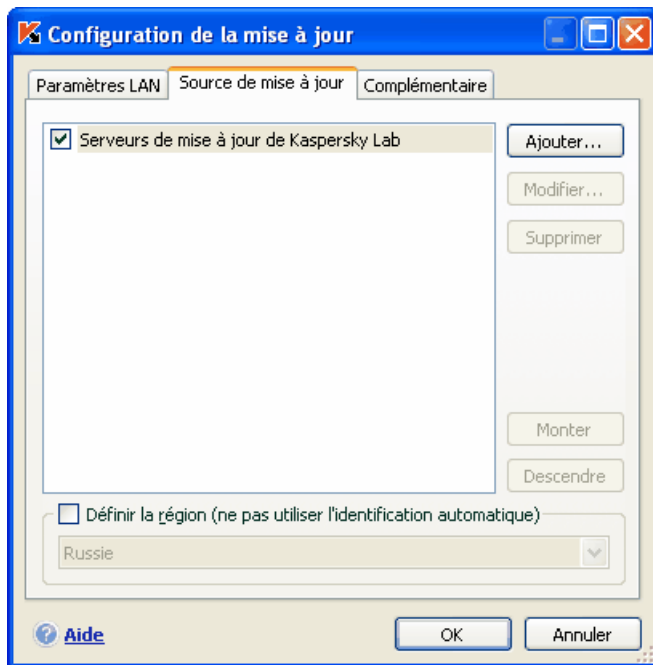 Configuration de la mise à jour
Paramètres LAN
Source de mise à jour
Complémentaire
Serveurs de mise à jour de Kaspersky Lab
Ajouter...
Modifier...
Supprimer
Monter
Descendre
Définir la région (ne pas utiliser l'identification automatique)
Russie
Aide
OK
Annuler